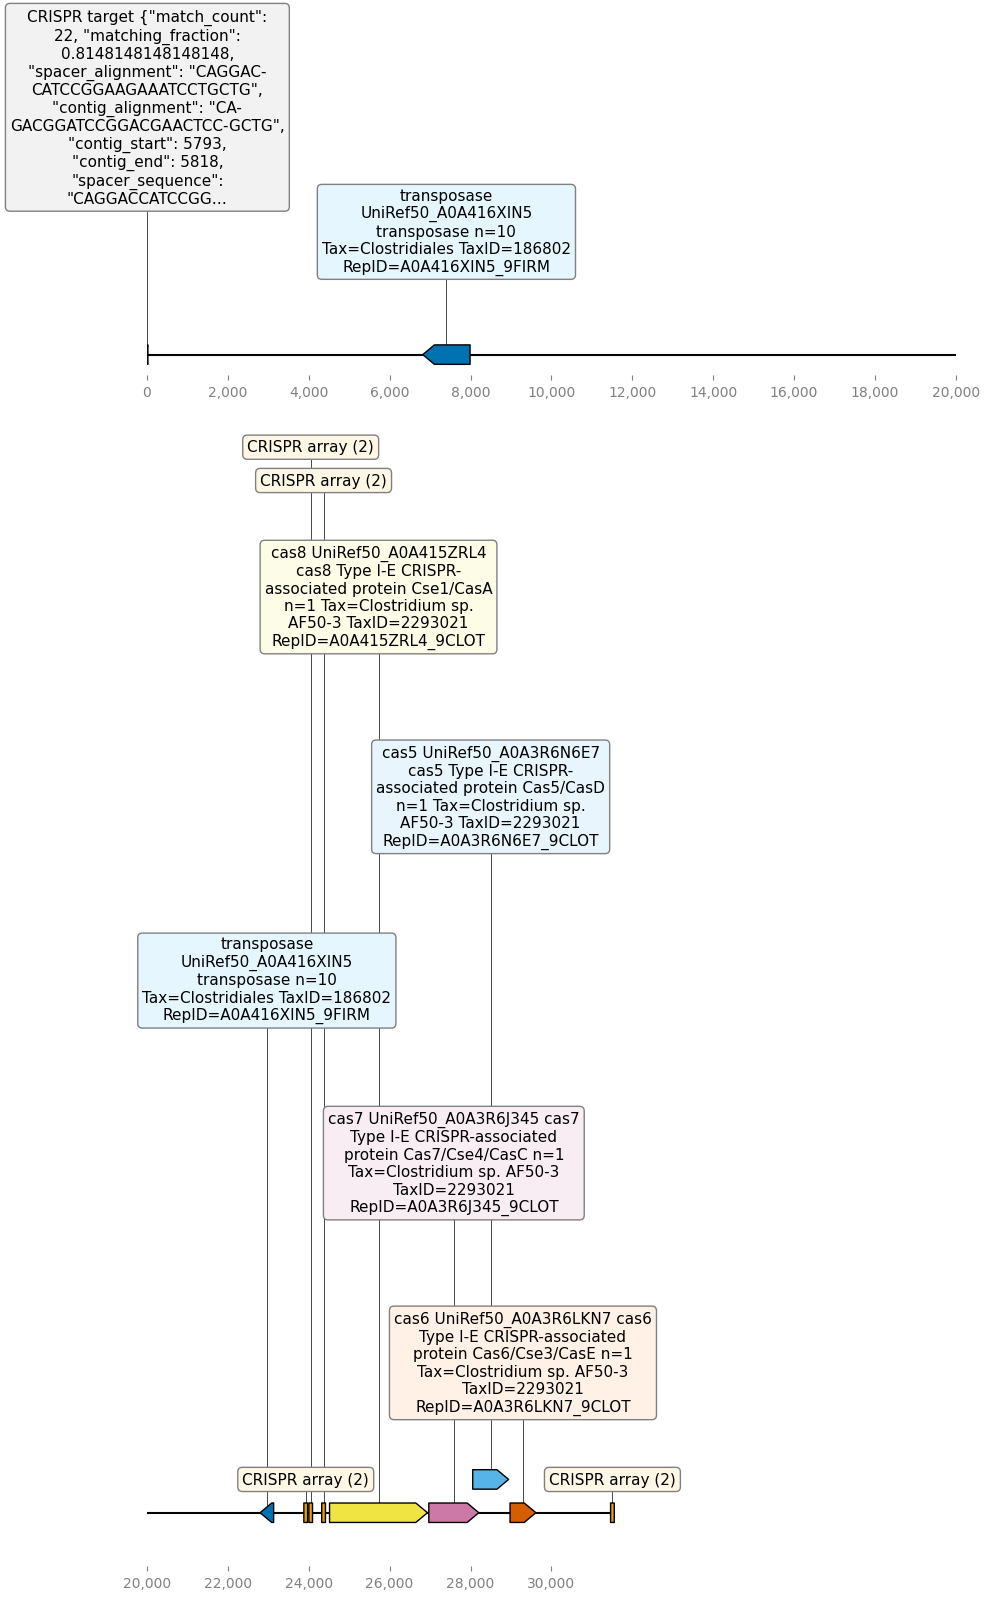 CRISPR target {"match_count":
22, "matching_fraction":
0.8148148148148148,
"spacer_alignment": "CAGGAC-
CATCCGGAAGAAATCCTGCTG",
"contig_alignment": "CA-
GACGGATCCGGACGAACTCC-GCTG",
"contig_start": 5793,
"contig_end": 5818,
"spacer_sequence":
"CAGGACCATCCGG...
transposase
UniRef50_A0A416XIN5
transposase n=10
Tax=Clostridiales TaxID=186802
RepID=A0A416XIN5_9FIRM
0
2,000
4,000
6,000
8,000
10,000
12,000
14,000
16,000
18,000
20,000
CRISPR array (2)
CRISPR array (2)
cas8 UniRef50_A0A415ZRL4
cas8 Type I-E CRISPR-
associated protein Cse1/CasA
n=1 Tax=Clostridium sp.
AF50-3 TaxID=2293021
RepID=A0A415ZRL4_9CLOT
cas5 UniRef50_A0A3R6N6E7
cas5 Type I-E CRISPR-
associated protein Cas5/CasD
n=1 Tax=Clostridium sp.
AF50-3 TaxID=2293021
RepID=A0A3R6N6E7_9CLOT
transposase
UniRef50_A0A416XIN5
transposase n=10
Tax=Clostridiales TaxID=186802
RepID=A0A416XIN5_9FIRM
cas7 UniRef50_A0A3R6J345 cas7
Type I-E CRISPR-associated
protein Cas7/Cse4/CasC n=1
Tax=Clostridium sp. AF50-3
TaxID=2293021
RepID=A0A3R6J345_9CLOT
cas6 UniRef50_A0A3R6LKN7 cas6
Type I-E CRISPR-associated
protein Cas6/Cse3/CasE n=1
Tax=Clostridium sp. AF50-3
TaxID=2293021
RepID=A0A3R6LKN7_9CLOT
CRISPR array (2)
CRISPR array (2)
20,000
22,000
24,000
26,000
28,000
30,000